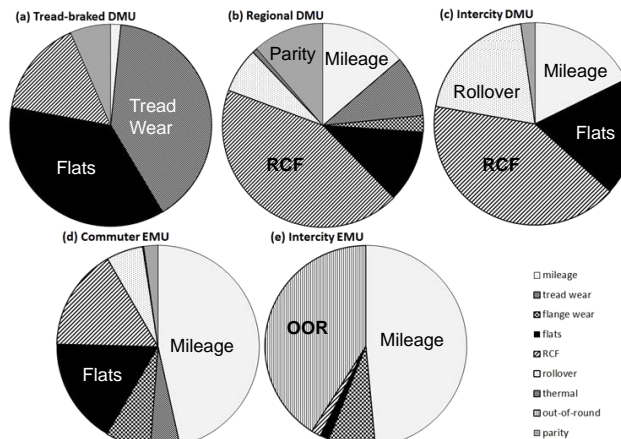 (a) Tread-braked DMU
Tread
Wear
Flats
(b) Regional DMU
Parity
Mileage
RCF
(c) Intercity DMU
Mileage
Rollover
Flats
RCF
(d) Commuter EMU
Mileage
Flats
(e) Intercity EMU
OOR
Mileage
mileage
tread wear
flange wear
flats
RCF
rollover
thermal
out-of-round
parity